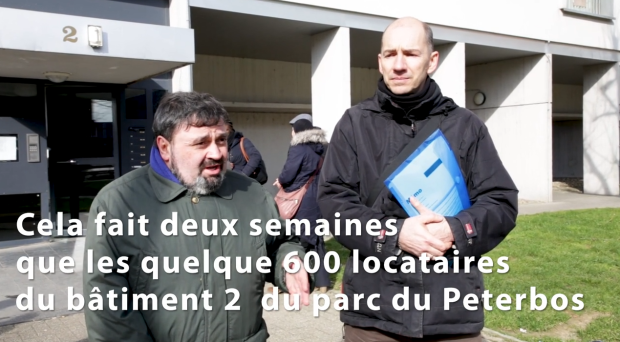 2
Cela fait deux semaines
que les quelque 600 locataires
du bâtiment 2 du parc du Peterbos